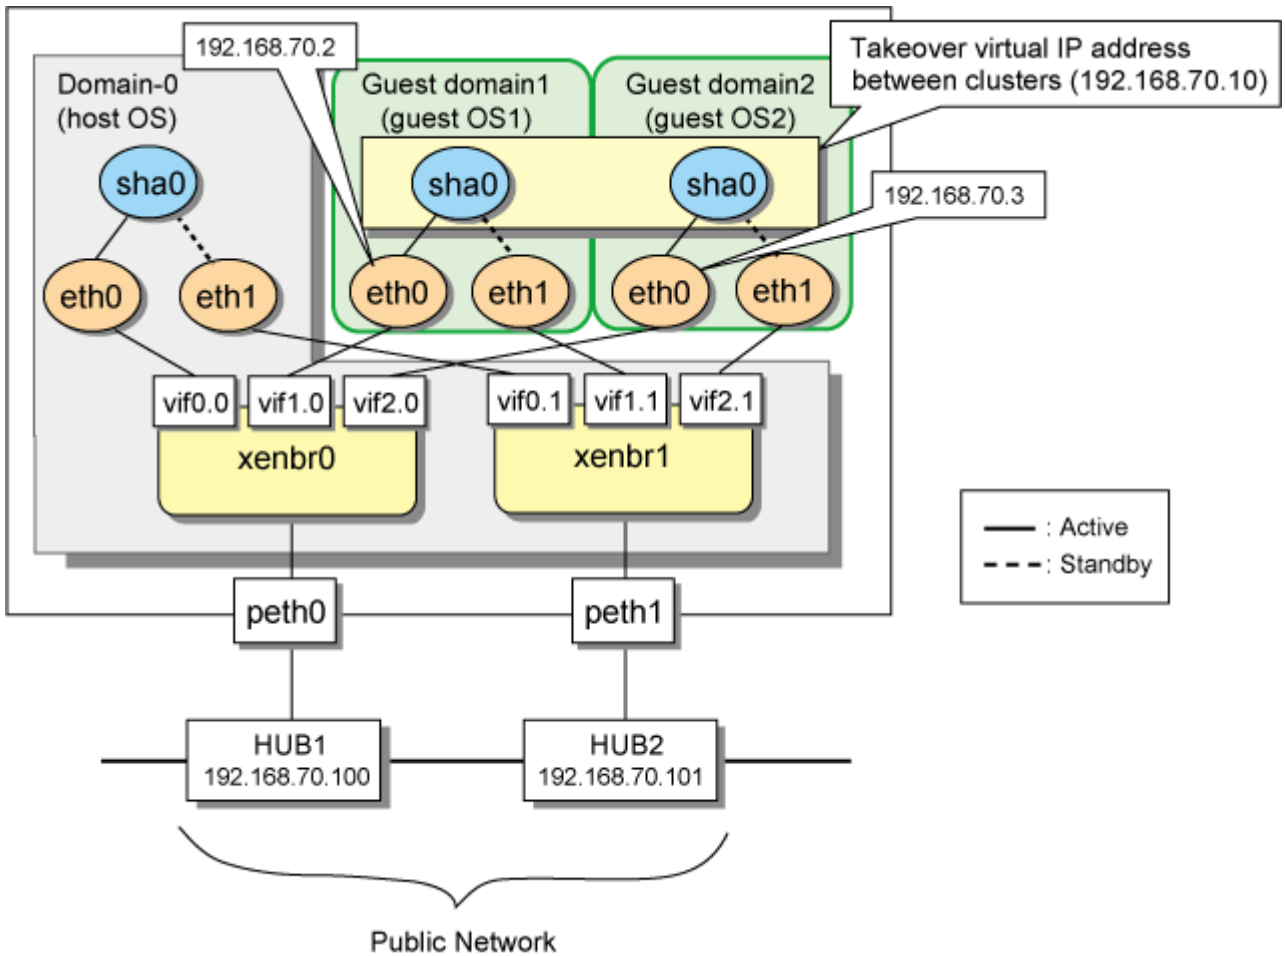 192.168.70.2
Takeover virtual IP address
between clusters (192.168.70.10)
Domain-0
(host OS)
Guest domain1
(guest OS1)
Guest domain2
(guest OS2)
sha0
sha0
sha0
192.168.70.3
eth0
eth1
eth0
eth1
eth0
eth1
vif0.0
vif1.0
vif2.0
vif0.1
vif1.1
vif2.1
xenbr0
xenbr1
: Active
: Standby
peth0
peth1
HUB1
192.168.70.100
HUB2
192.168.70.101
Public Network